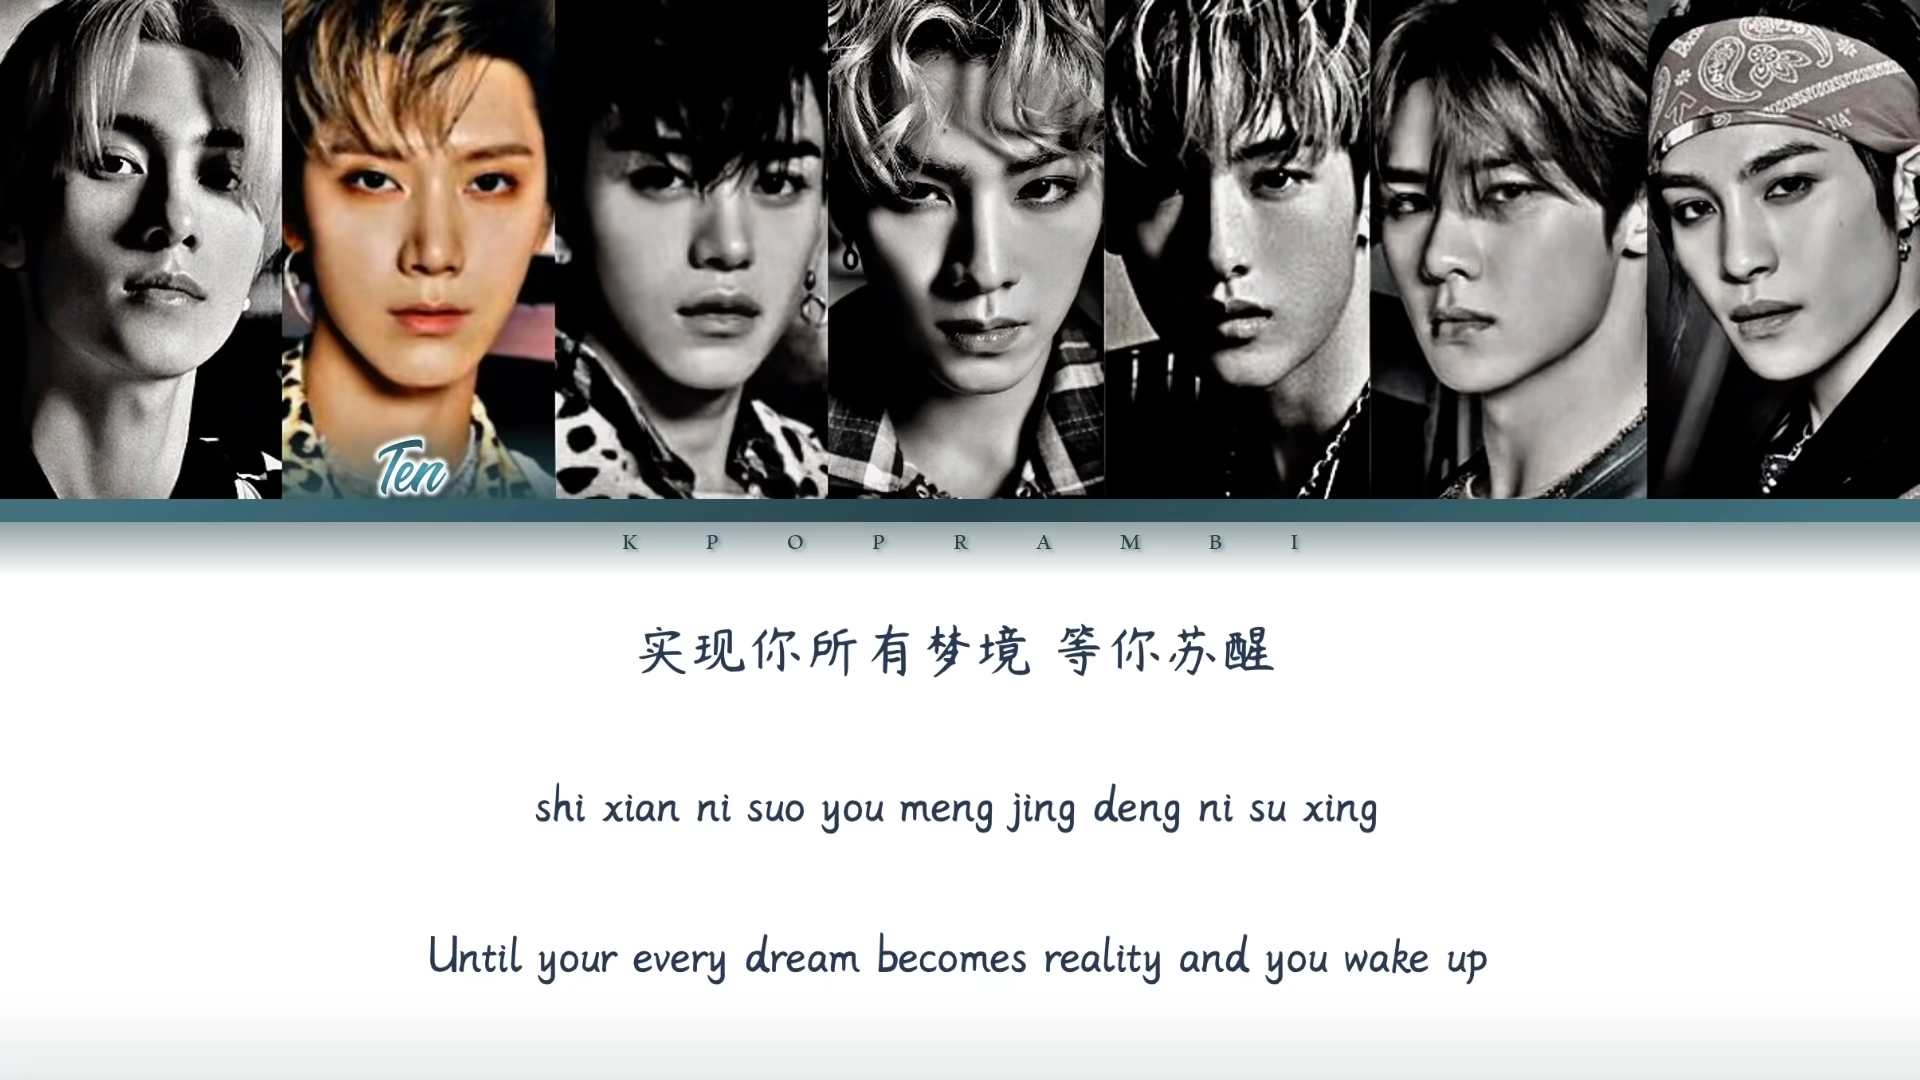 Ten
KPOPRAMBI
实现你所有梦境 等你苏醒
shi xian ni suo you meng jing deng ni su xing
Until your every dream becomes reality and you wake up